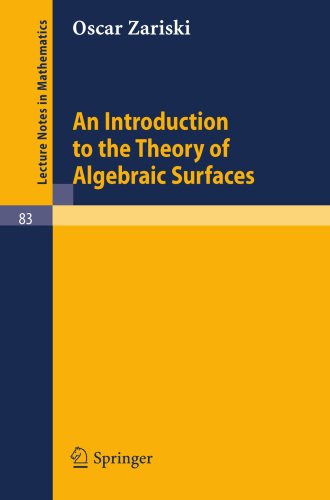 Oscar Zariski
Lecture Notes in Mathematics
An Introduction
to the Theory of
Algebraic Surfaces
83
Springer